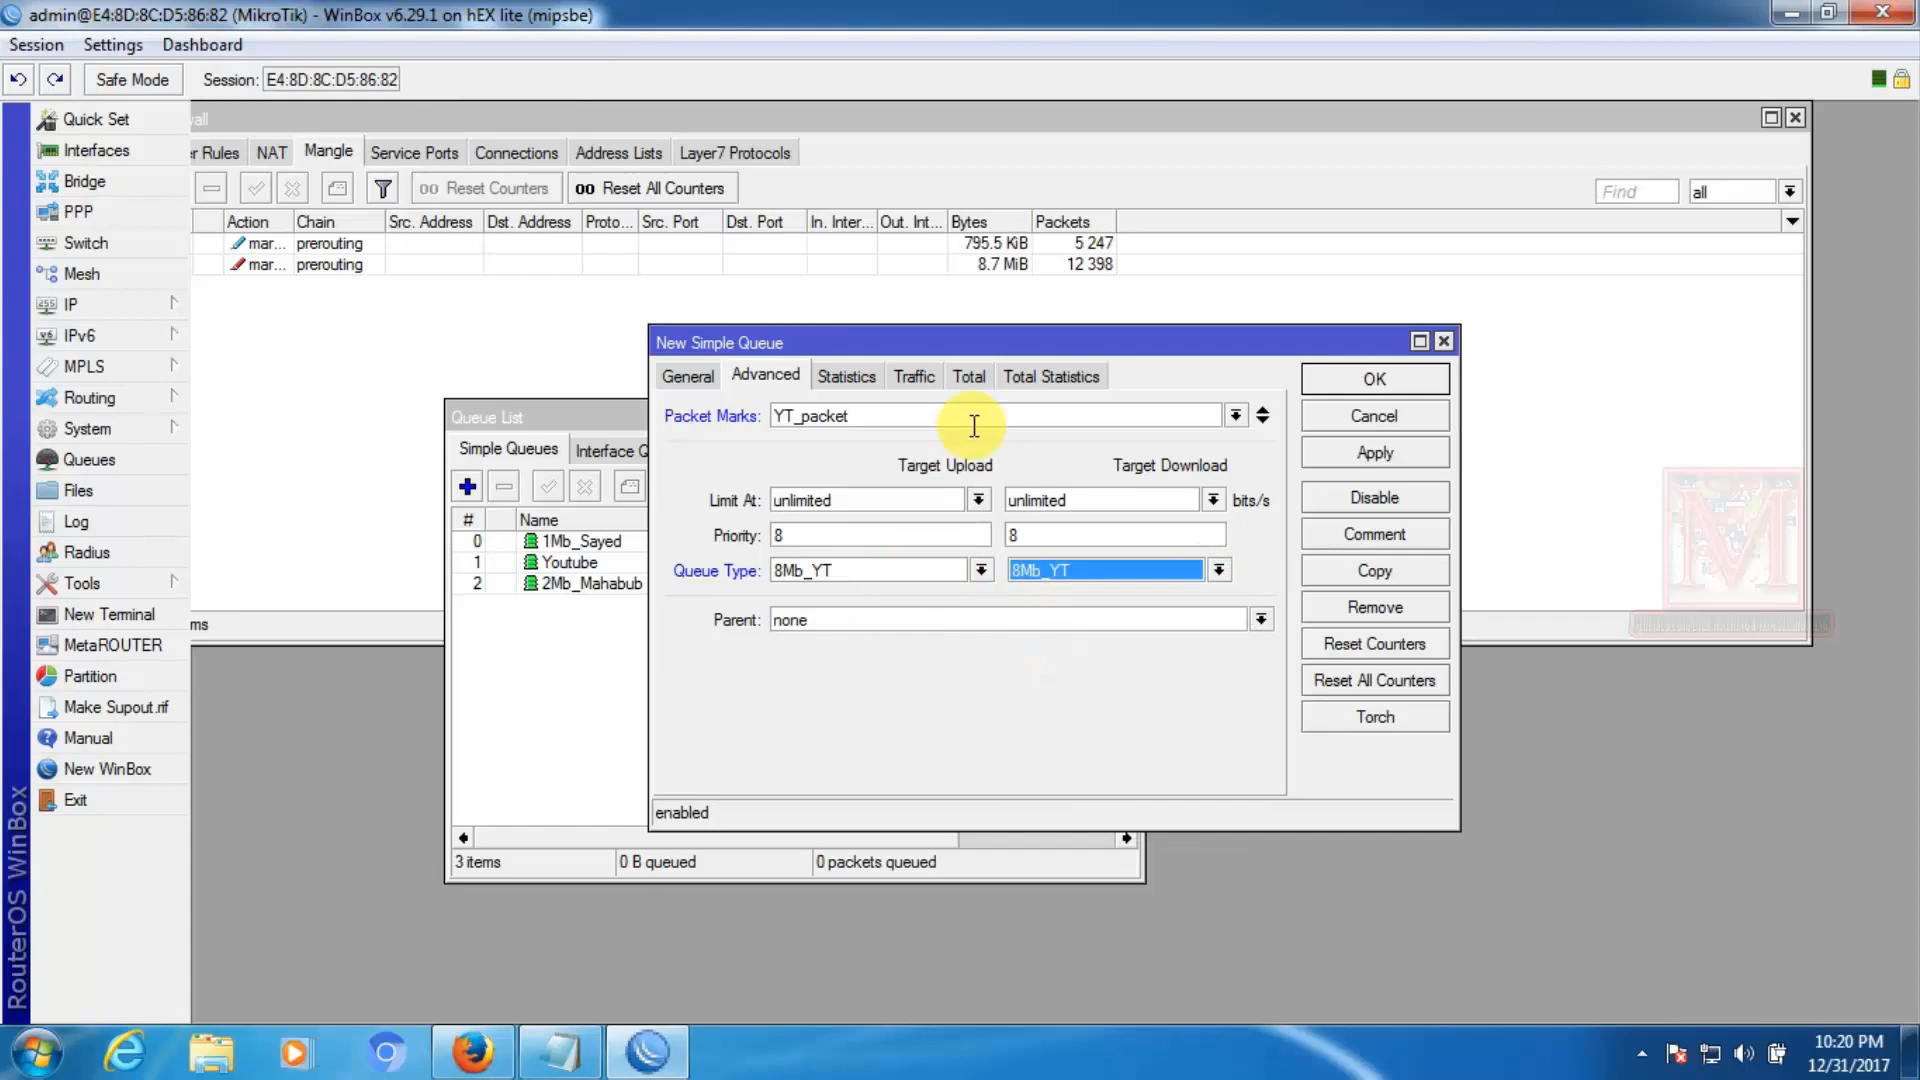 admin@E4:8D:8C:D5:86:82 (MikroTik) - WinBox v6.29.1 on hEX lite (mipsbe)
Session Settings Dashboard
Safe Mode Session: E4:8D:8C:D5:86:82
Quick Set
Interfaces
Bridge
PPP
Switch
Mesh
IP
IPv6
MPLS
Routing
System
Queues
Files
Log
Radius
Tools
New Terminal
MetaROUTER
Partition
Make Supout.rif
Manual
New WinBox
Exit
RouterOS WinBox
all
er Rules NAT Mangle Service Ports Connections Address Lists Layer7 Protocols
00 Reset Counters 00 Reset All Counters Find all
Action Chain Src. Address Dst. Address Proto... Src. Port Dst. Port In. Inter... Out. Int... Bytes Packets
mar... prerouting 795.5 KiB 5 247
mar... prerouting 8.7 MiB 12 398
ms
Queue List
Simple Queues Interface Q
# Name
0 1Mb_Sayed
1 Youtube
2 2Mb_Mahabub
3 items 0 B queued 0 packets queued
New Simple Queue
General Advanced Statistics Traffic Total Total Statistics
Packet Marks: YT_packet
Target Upload Target Download
Limit At: unlimited unlimited bits/s
Priority: 8 8
Queue Type: 8Mb_YT 8Mb_YT
Parent: none
enabled
OK
Cancel
Apply
Disable
Comment
Copy
Remove
Reset Counters
Reset All Counters
Torch
M
10:20 PM
12/31/2017